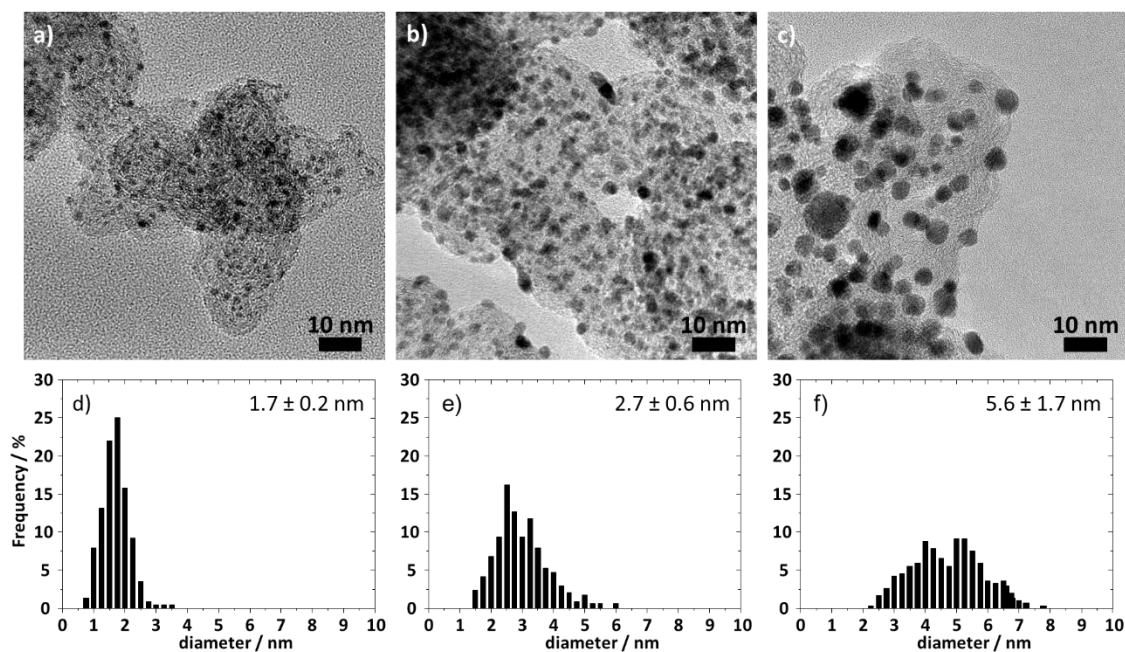 a)
10 nm
b)
10 nm
c)
10 nm
d)
1.7 ± 0.2 nm
Frequency / %
30
25
20
15
10
5
0
0 1 2 3 4 5 6 7 8 9 10
diameter / nm
e)
2.7 ± 0.6 nm
30
25
20
15
10
5
0
0 1 2 3 4 5 6 7 8 9 10
diameter / nm
f)
5.6 ± 1.7 nm
30
25
20
15
10
5
0
0 1 2 3 4 5 6 7 8 9 10
diameter / nm